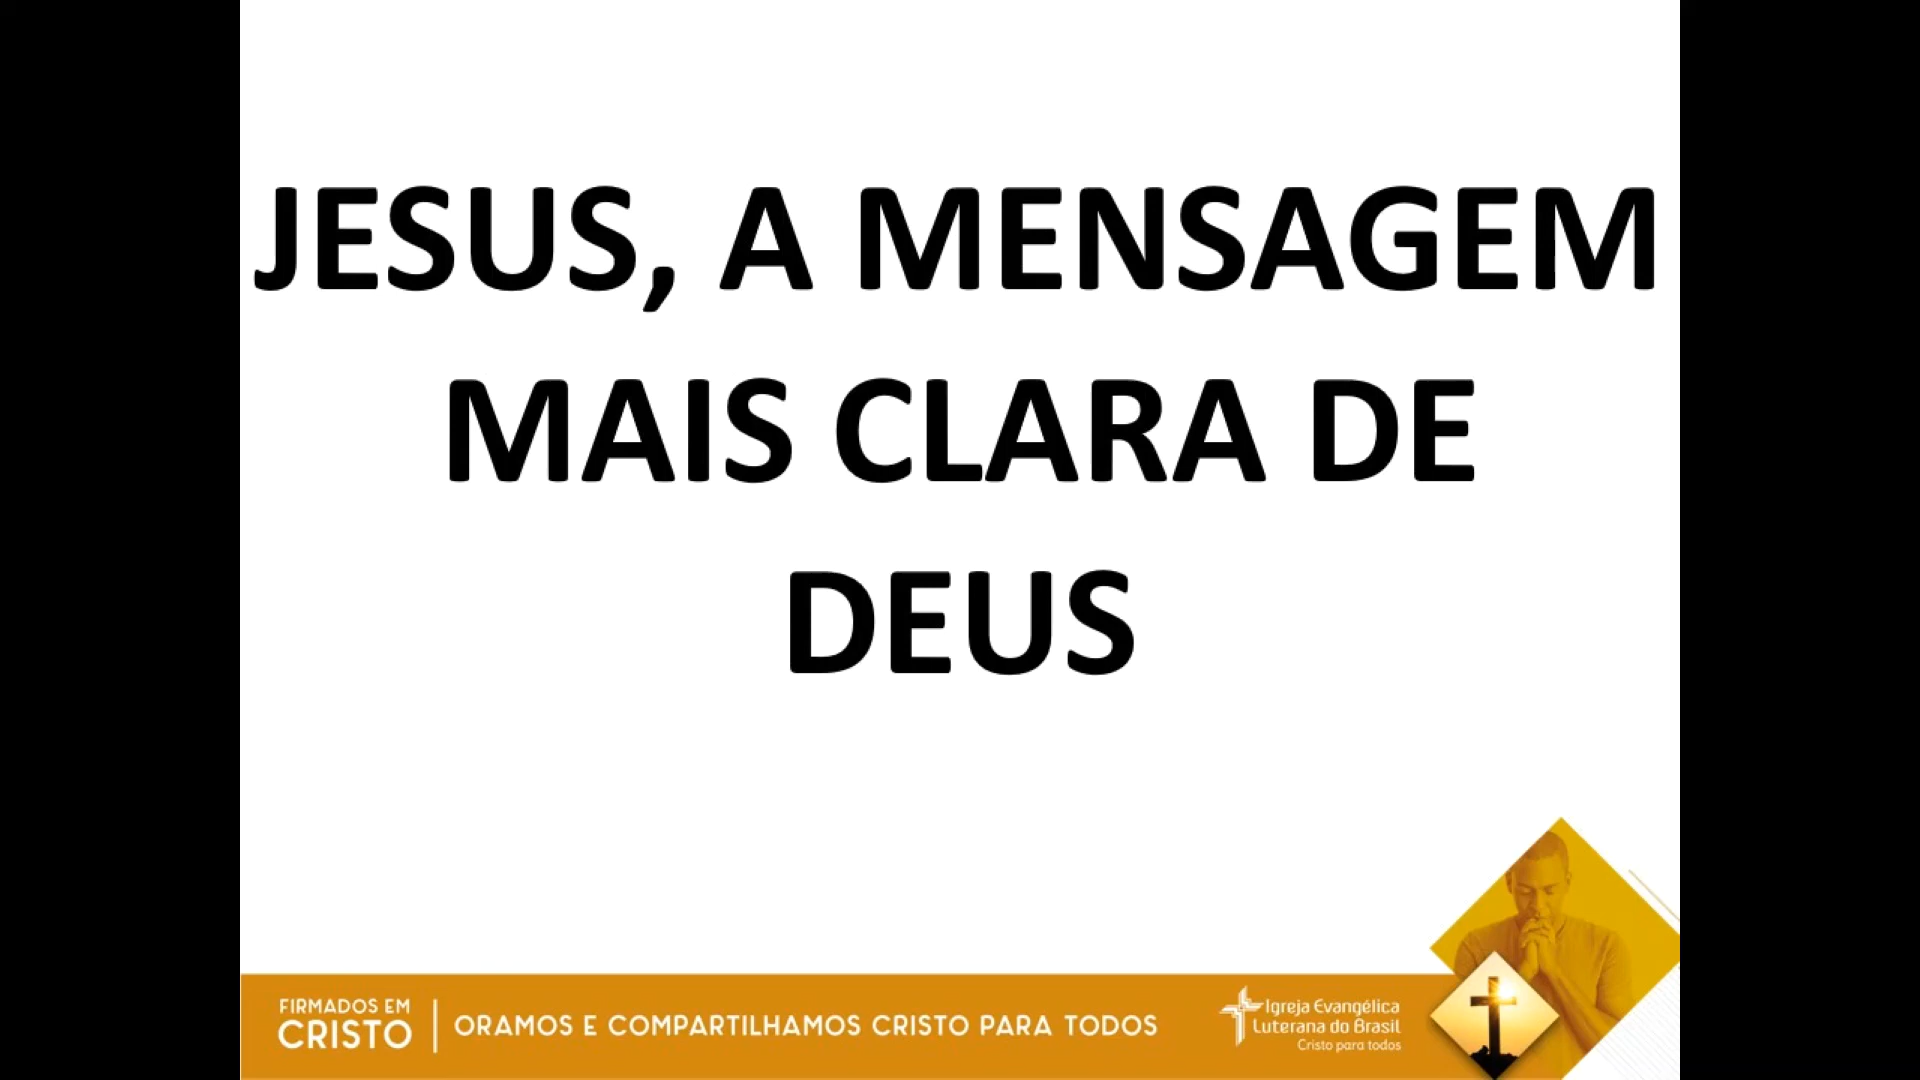 JESUS, A MENSAGEM
MAIS CLARA DE
DEUS
FIRMADOS EM
CRISTO
ORAMOS E COMPARTILHAMOS CRISTO PARA TODOS
Igreja Evangélica
Luterana do Brasil
Cristo para todos